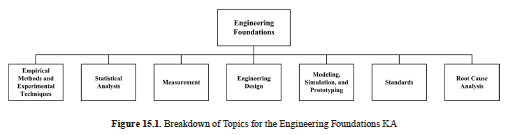 Engineering
Foundations
Empirical
Methods and
Experimental
Techniques
Statistical
Analysis
Measurement
Engineering
Design
Modeling,
Simulation, and
Prototyping
Standards
Root Cause
Analysis
Figure 15.1. Breakdown of Topics for the Engineering Foundations KA